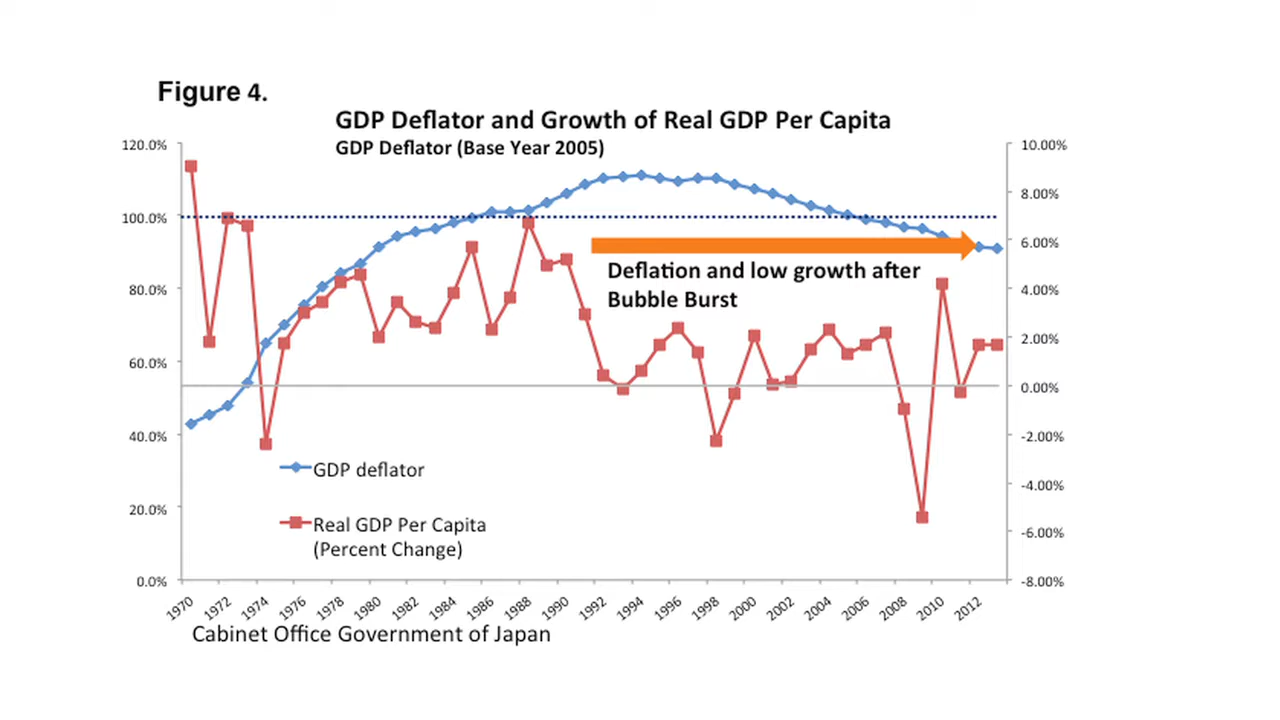 Figure 4.
GDP Deflator and Growth of Real GDP Per Capita
GDP Deflator (Base Year 2005)
120.0%
100.0%
80.0%
60.0%
40.0%
20.0%
0.0%
10.00%
8.00%
6.00%
4.00%
2.00%
0.00%
-2.00%
-4.00%
-6.00%
-8.00%
Deflation and low growth after
Bubble Burst
GDP deflator
Real GDP Per Capita
(Percent Change)
1970 1972 1974 1976 1978 1980 1982 1984 1986 1988 1990 1992 1994 1996 1998 2000 2002 2004 2006 2008 2010 2012
Cabinet Office Government of Japan